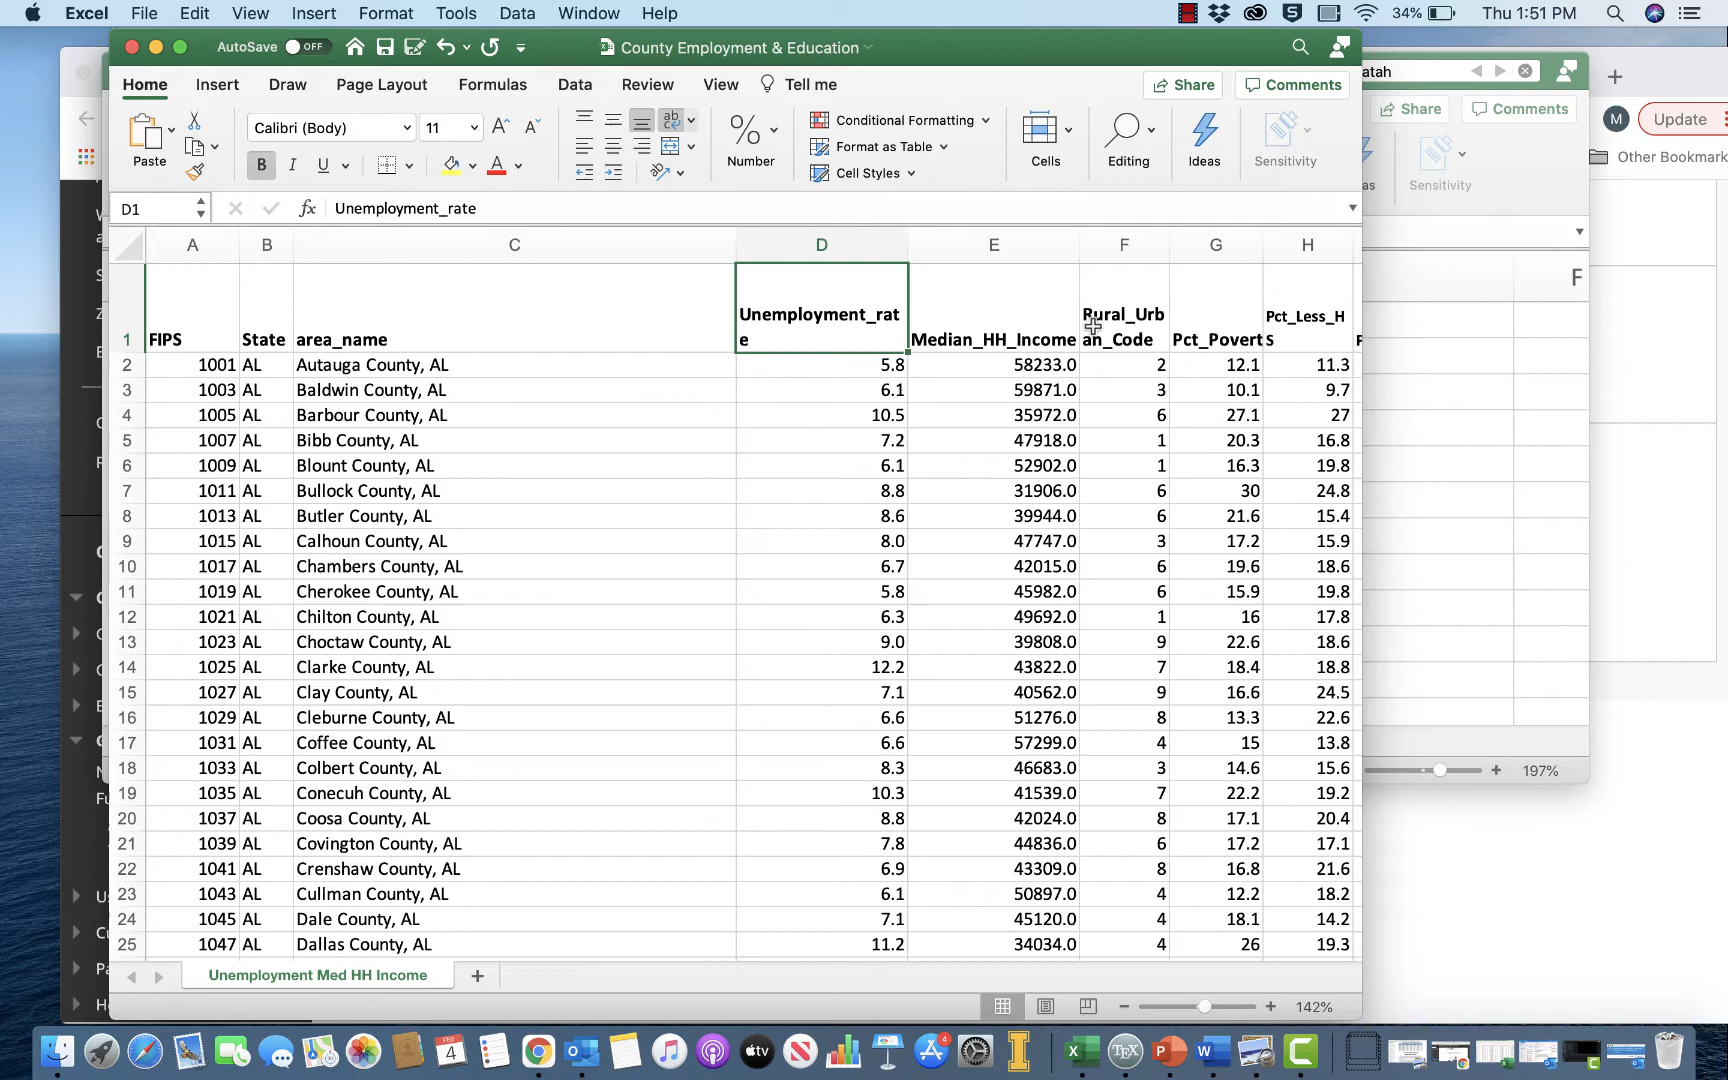 Excel File Edit View Insert Format Tools Data Window Help 34% Thu 1:51 PM
AutoSave OFF County Employment & Education
atah
Home Insert Draw Page Layout Formulas Data Review View Tell me Share Comments
Share Comments
M Update
Paste Calibri (Body) 11 A A ab
B I U A
% Number
Conditional Formatting
Format as Table
Cell Styles
Cells Editing Ideas Sensitivity
as Sensitivity
Other Bookmark
D1 fx Unemployment_rate
A B C D E F G H
F
1 FIPS State area_name Unemployment_rat
e Median_HH_Income Rural_Urb
an_Code Pct_Povert Pct_Less_H
S
2 1001 AL Autauga County, AL 5.8 58233.0 2 12.1 11.3
3 1003 AL Baldwin County, AL 6.1 59871.0 3 10.1 9.7
4 1005 AL Barbour County, AL 10.5 35972.0 6 27.1 27
5 1007 AL Bibb County, AL 7.2 47918.0 1 20.3 16.8
6 1009 AL Blount County, AL 6.1 52902.0 1 16.3 19.8
7 1011 AL Bullock County, AL 8.8 31906.0 6 30 24.8
8 1013 AL Butler County, AL 8.6 39944.0 6 21.6 15.4
9 1015 AL Calhoun County, AL 8.0 47747.0 3 17.2 15.9
10 1017 AL Chambers County, AL 6.7 42015.0 6 19.6 18.6
11 1019 AL Cherokee County, AL 5.8 45982.0 6 15.9 19.8
12 1021 AL Chilton County, AL 6.3 49692.0 1 16 17.8
13 1023 AL Choctaw County, AL 9.0 39808.0 9 22.6 18.6
14 1025 AL Clarke County, AL 12.2 43822.0 7 18.4 18.8
15 1027 AL Clay County, AL 7.1 40562.0 9 16.6 24.5
16 1029 AL Cleburne County, AL 6.6 51276.0 8 13.3 22.6
17 1031 AL Coffee County, AL 6.6 57299.0 4 15 13.8
18 1033 AL Colbert County, AL 8.3 46683.0 3 14.6 15.6
19 1035 AL Conecuh County, AL 10.3 41539.0 7 22.2 19.2
20 1037 AL Coosa County, AL 8.8 42024.0 8 17.1 20.4
21 1039 AL Covington County, AL 7.8 44836.0 6 17.2 17.1
22 1041 AL Crenshaw County, AL 6.9 43309.0 8 16.8 21.6
23 1043 AL Cullman County, AL 6.1 50897.0 4 12.2 18.2
24 1045 AL Dale County, AL 7.1 45120.0 4 18.1 14.2
25 1047 AL Dallas County, AL 11.2 34034.0 4 26 19.3
197%
Unemployment Med HH Income +
142%
FEB
4
tv
4
TEX